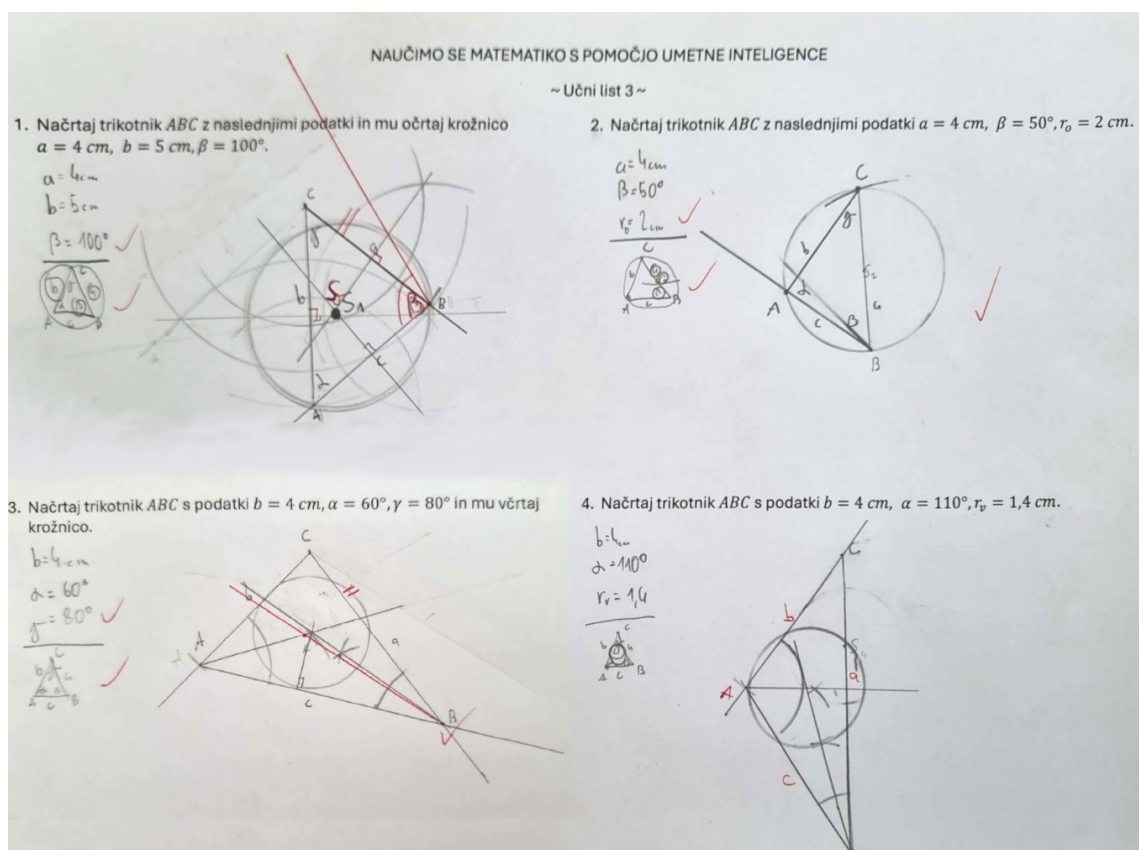 NAUČIMO SE MATEMATIKO S POMOČJO UMETNE INTELIGENCE
~ Učni list 3 ~
1. Načrtaj trikotnik ABC z naslednjimi podatki in mu očrtaj krožnico
a = 4 cm, b = 5 cm, β = 100°.
a = 4cm
b = 5cm
β = 100°
C
γ
b
a
S
S1
β
B
c
α
A
2. Načrtaj trikotnik ABC z naslednjimi podatki a = 4 cm, β = 50°, r₀ = 2 cm.
a = 4cm
β = 50°
r₀ = 2cm
C
γ
b
A
α
a
c
β
B
3. Načrtaj trikotnik ABC s podatki b = 4 cm, α = 60°, γ = 80° in mu včrtaj
krožnico.
b = 4cm
α = 60°
γ = 80°
C
b
A
a
c
B
4. Načrtaj trikotnik ABC s podatki b = 4 cm, α = 110°, rᵥ = 1,4 cm.
b = 4cm
α = 110°
rᵥ = 1,4
C
b
a
A
c